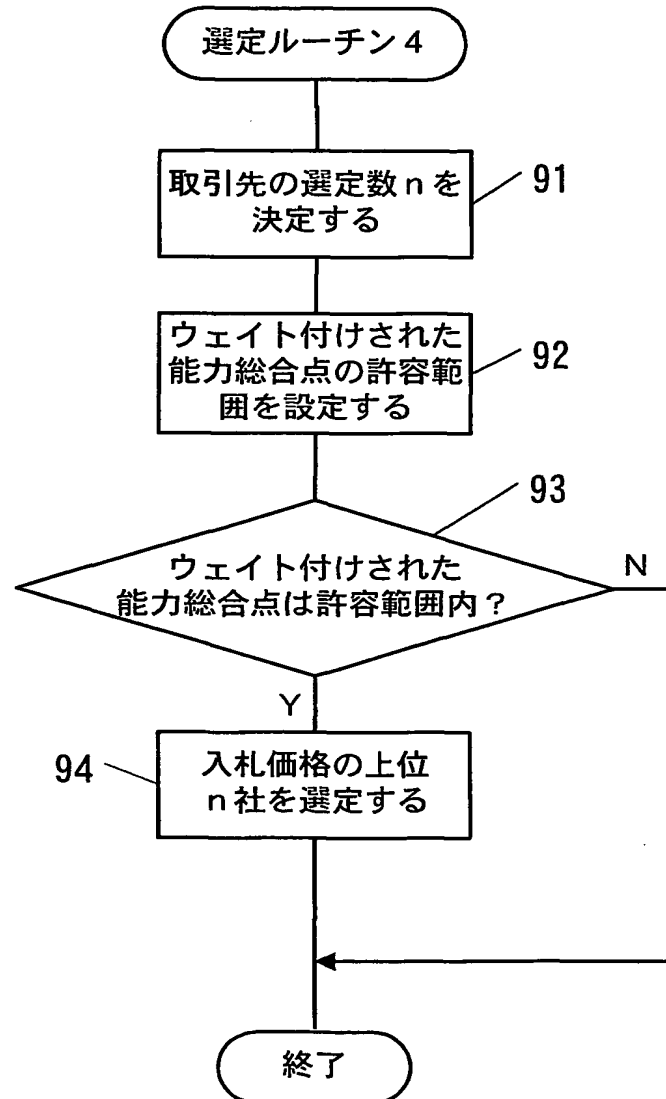 選定ルーチン4
取引先の選定数nを
決定する
91
ウェイト付けされた
能力総合点の許容範
囲を設定する
92
93
ウェイト付けされた
能力総合点は許容範囲内？
N
Y
94
入札価格の上位
n社を選定する
終了